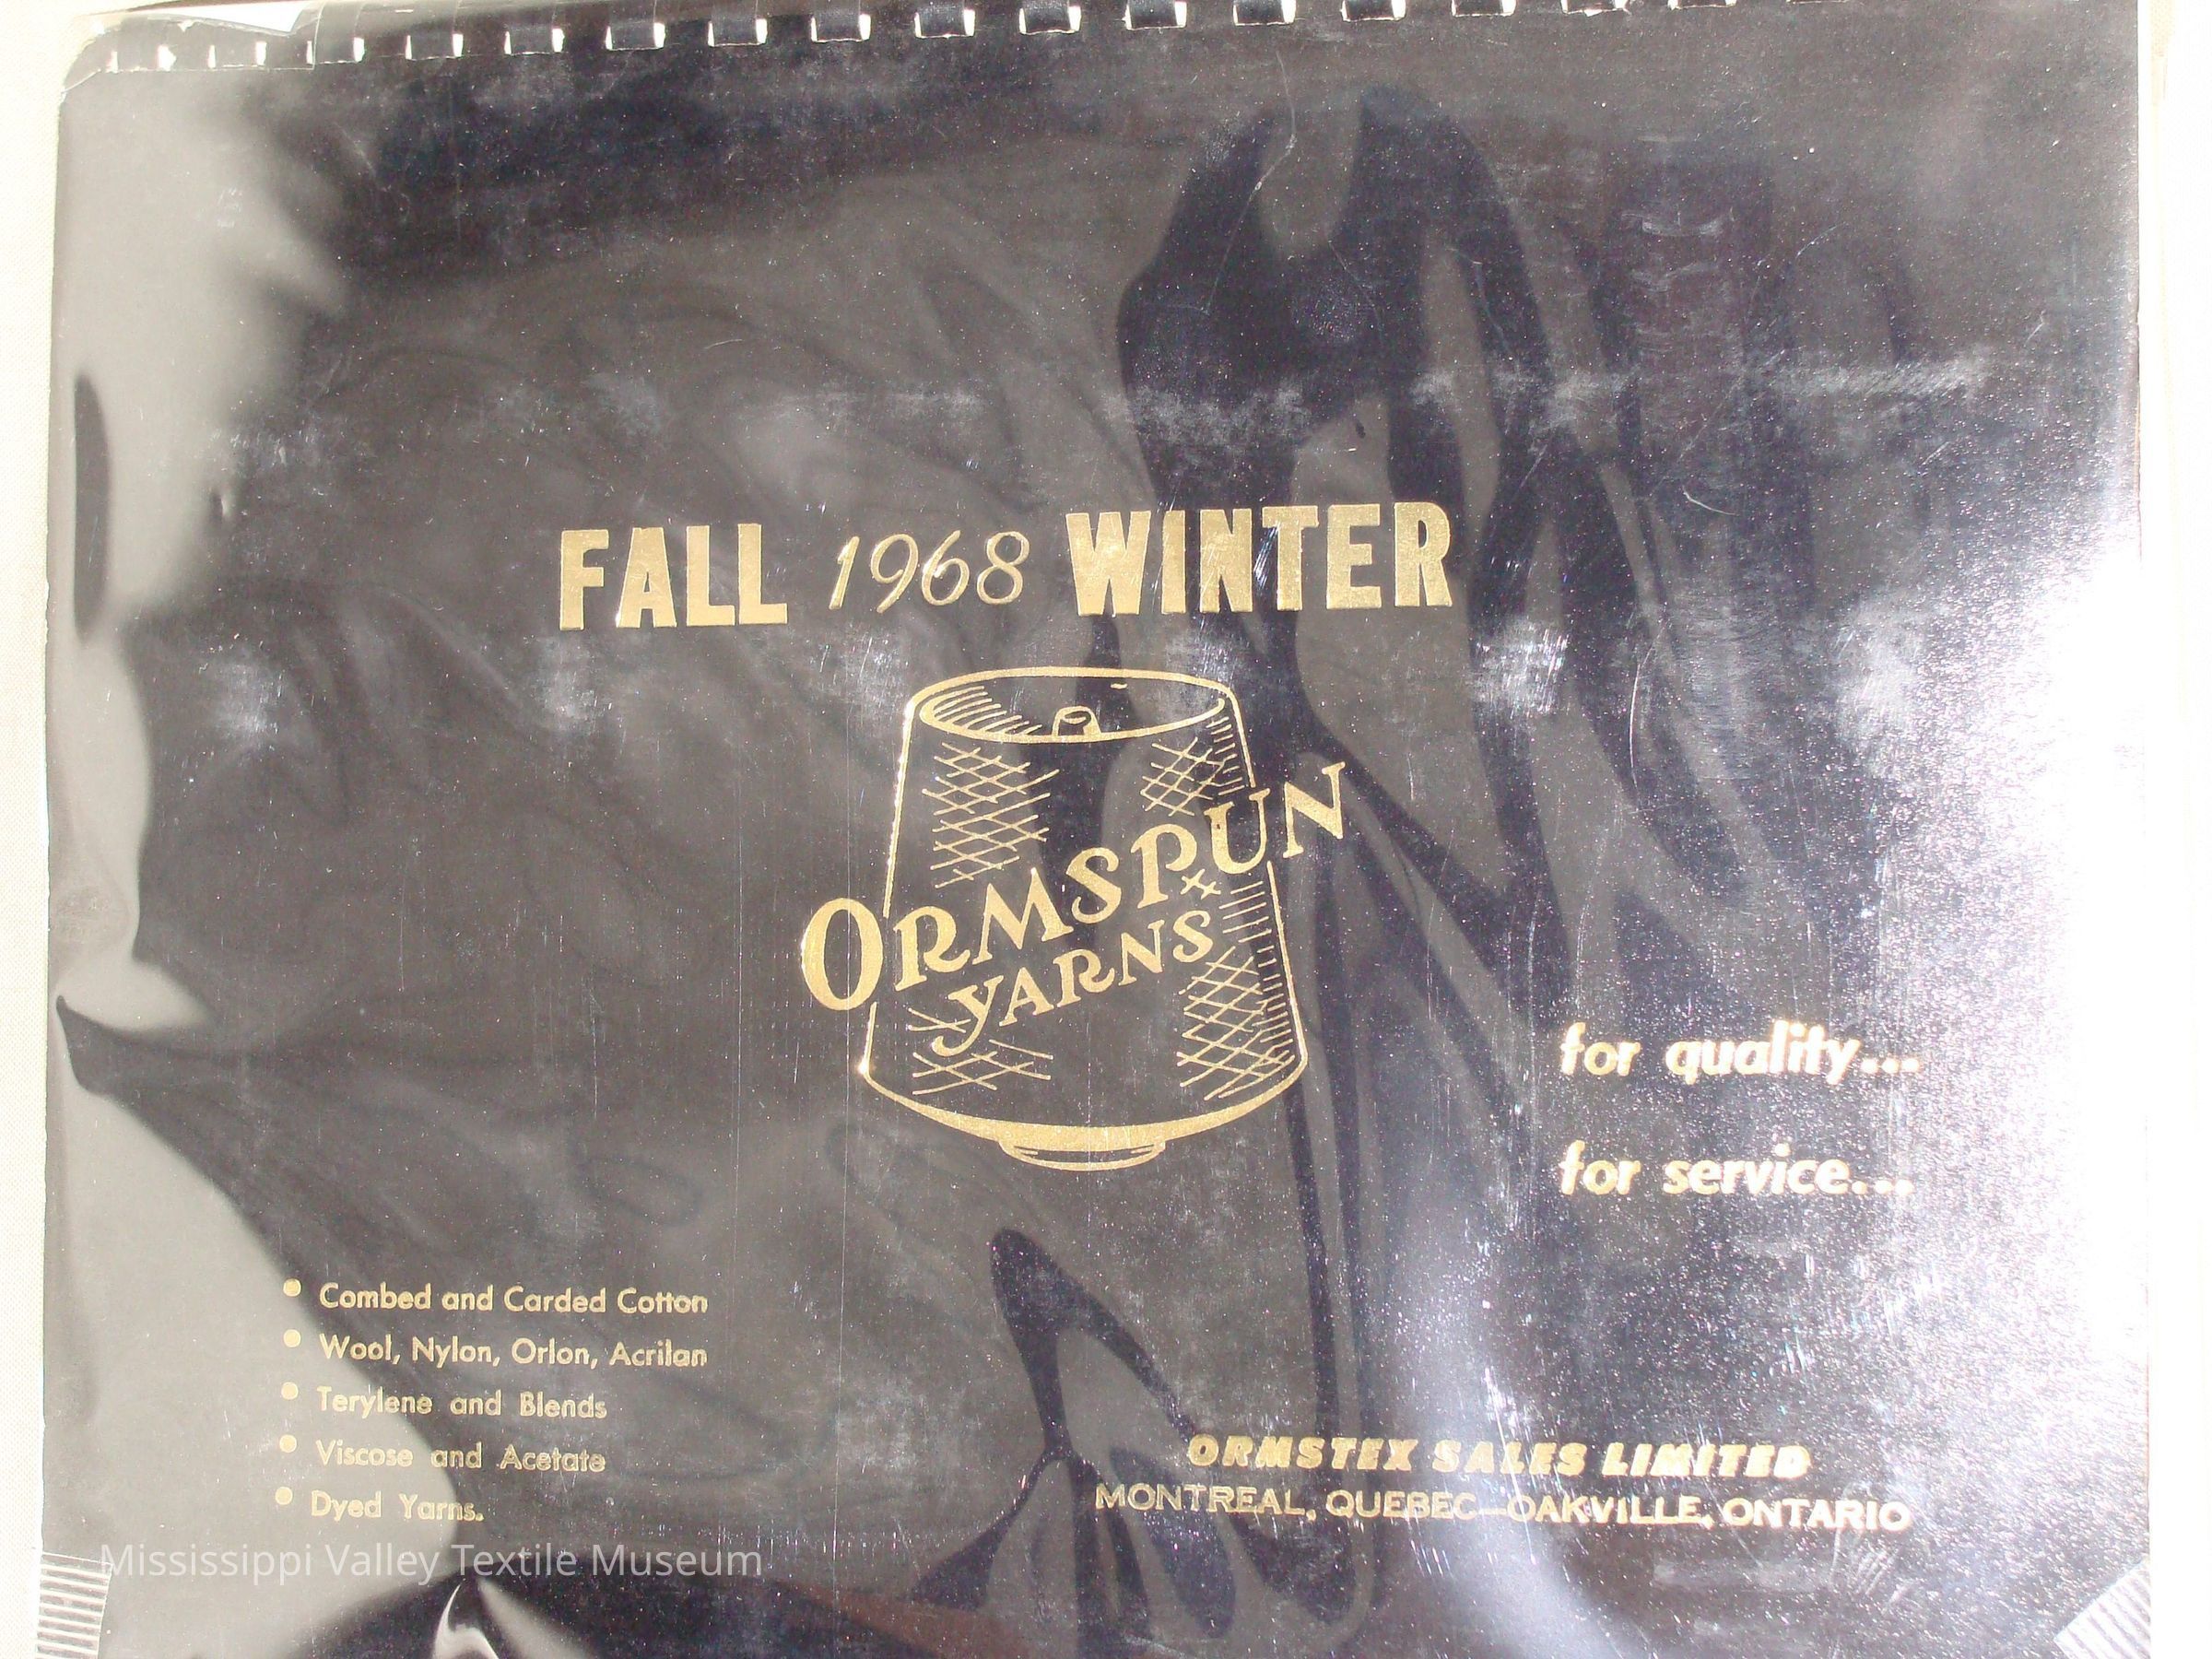 FALL 1968 WINTER
ORMSPUN
YARNS
for quality...
for service...
• Combed and Carded Cotton
• Wool, Nylon, Orlon, Acrilan
• Terylene and Blends
• Viscose and Acetate
• Dyed Yarns.
ORMSTEX SALES LIMITED
MONTREAL, QUEBEC—OAKVILLE, ONTARIO
Mississippi Valley Textile Museum